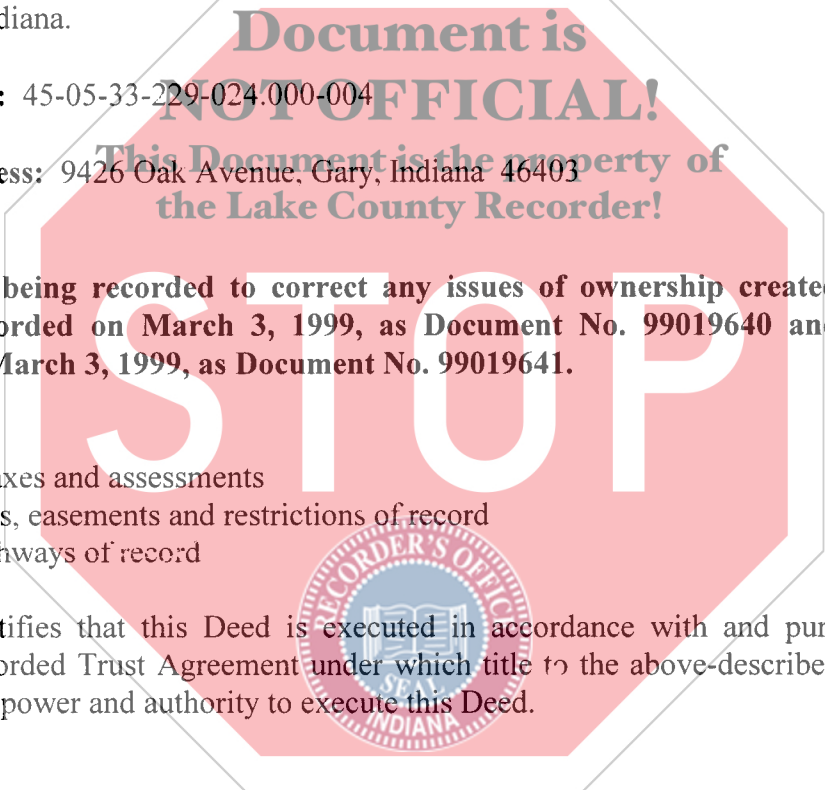 diana.
Document is
: 45-05-33-229-024.000-004
NOT OFFICIAL!
This Document is the property of
ess: 9426 Oak Avenue, Gary, Indiana 46403
the Lake County Recorder!
being recorded to correct any issues of ownership created
orded on March 3, 1999, as Document No. 99019640 and
March 3, 1999, as Document No. 99019641.
STOP
axes and assessments
s, easements and restrictions of record
hways of record
RECORDER'S OFFICE
tifies that this Deed is executed in accordance with and pur
orded Trust Agreement under which title to the above-describe
SEAL
power and authority to execute this Deed.
INDIANA